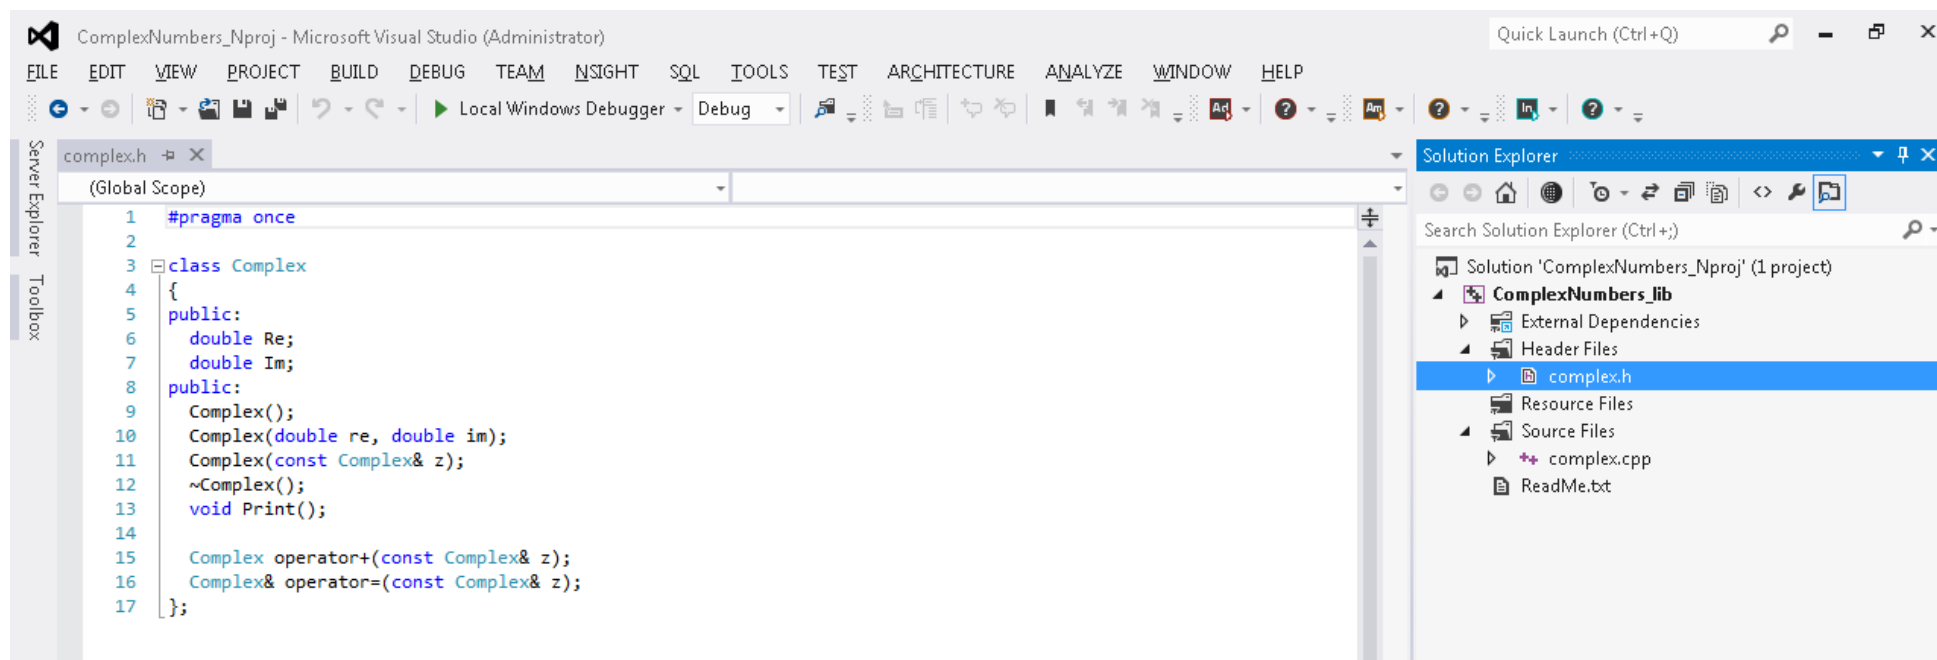 ComplexNumbers_Nproj - Microsoft Visual Studio (Administrator)
Quick Launch (Ctrl+Q)
FILE EDIT VIEW PROJECT BUILD DEBUG TEAM NSIGHT SQL TOOLS TEST ARCHITECTURE ANALYZE WINDOW HELP
Local Windows Debugger Debug Ad Am In
Server Explorer
Toolbox
complex.h
(Global Scope)
1 #pragma once
2
3 class Complex
4 {
5 public:
6 double Re;
7 double Im;
8 public:
9 Complex();
10 Complex(double re, double im);
11 Complex(const Complex& z);
12 ~Complex();
13 void Print();
14
15 Complex operator+(const Complex& z);
16 Complex& operator=(const Complex& z);
17 };
Solution Explorer
Search Solution Explorer (Ctrl+;)
Solution 'ComplexNumbers_Nproj' (1 project)
ComplexNumbers_lib
External Dependencies
Header Files
complex.h
Resource Files
Source Files
complex.cpp
ReadMe.txt